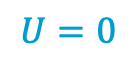 U = 0